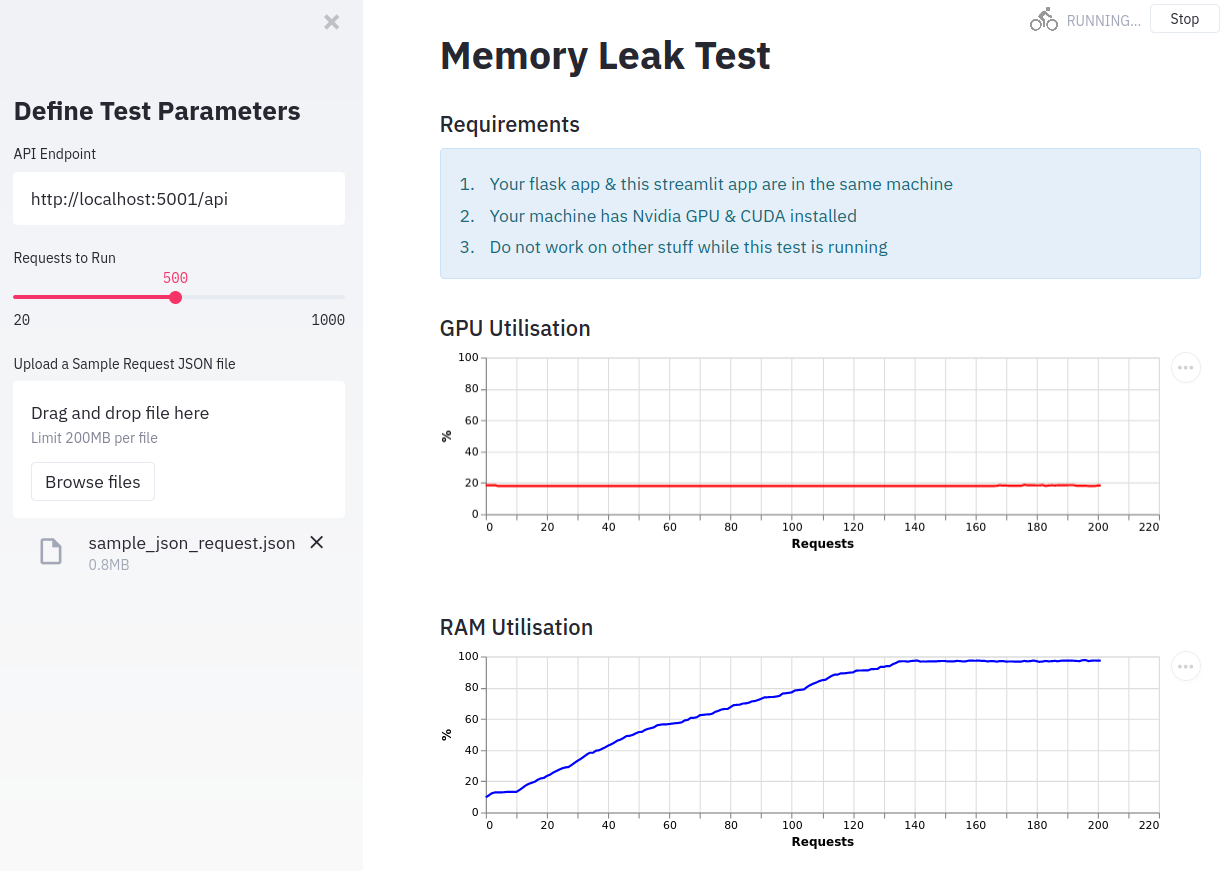 RUNNING...
Stop
Define Test Parameters
API Endpoint
http://localhost:5001/api
Requests to Run
500
20
1000
Upload a Sample Request JSON file
Drag and drop file here
Limit 200MB per file
Browse files
sample_json_request.json
0.8MB
Memory Leak Test
Requirements
1. Your flask app & this streamlit app are in the same machine
2. Your machine has Nvidia GPU & CUDA installed
3. Do not work on other stuff while this test is running
GPU Utilisation
100
80
60
40
20
0
%
0 20 40 60 80 100 120 140 160 180 200 220
Requests
RAM Utilisation
100
80
60
40
20
0
%
0 20 40 60 80 100 120 140 160 180 200 220
Requests